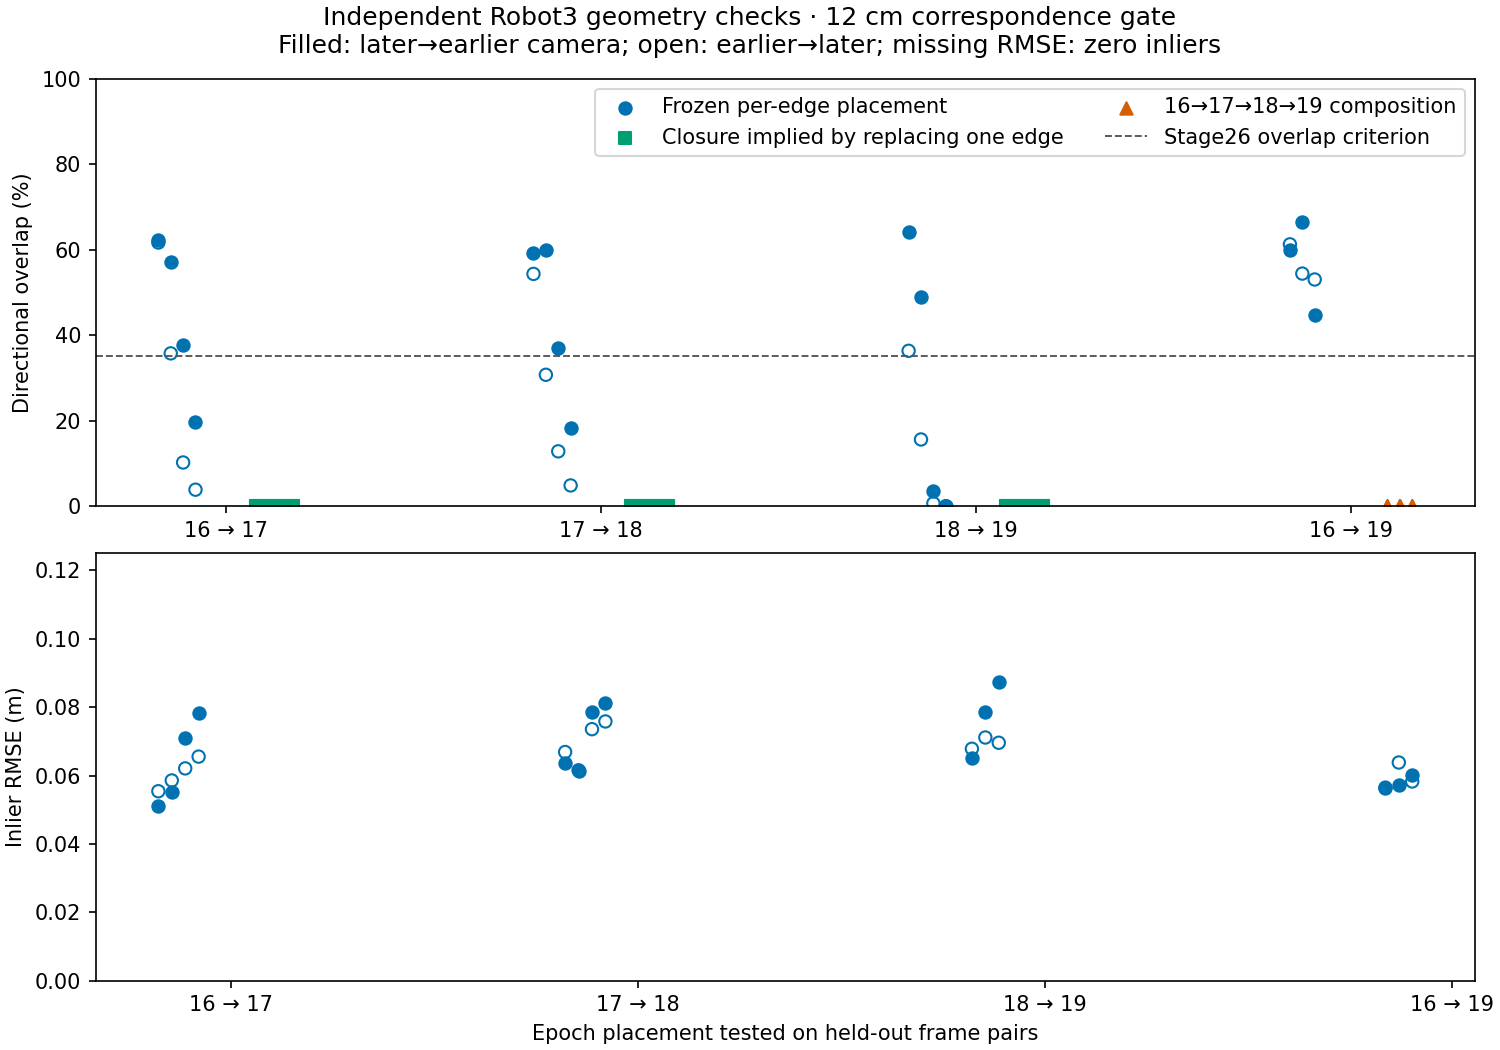 Independent Robot3 geometry checks · 12 cm correspondence gate
Filled: later→earlier camera; open: earlier→later; missing RMSE: zero inliers
Directional overlap (%)
100
80
60
40
20
0
Frozen per-edge placement
Closure implied by replacing one edge
16→17→18→19 composition
Stage26 overlap criterion
16 → 17
17 → 18
18 → 19
16 → 19
Inlier RMSE (m)
0.12
0.10
0.08
0.06
0.04
0.02
0.00
16 → 17
17 → 18
18 → 19
16 → 19
Epoch placement tested on held-out frame pairs